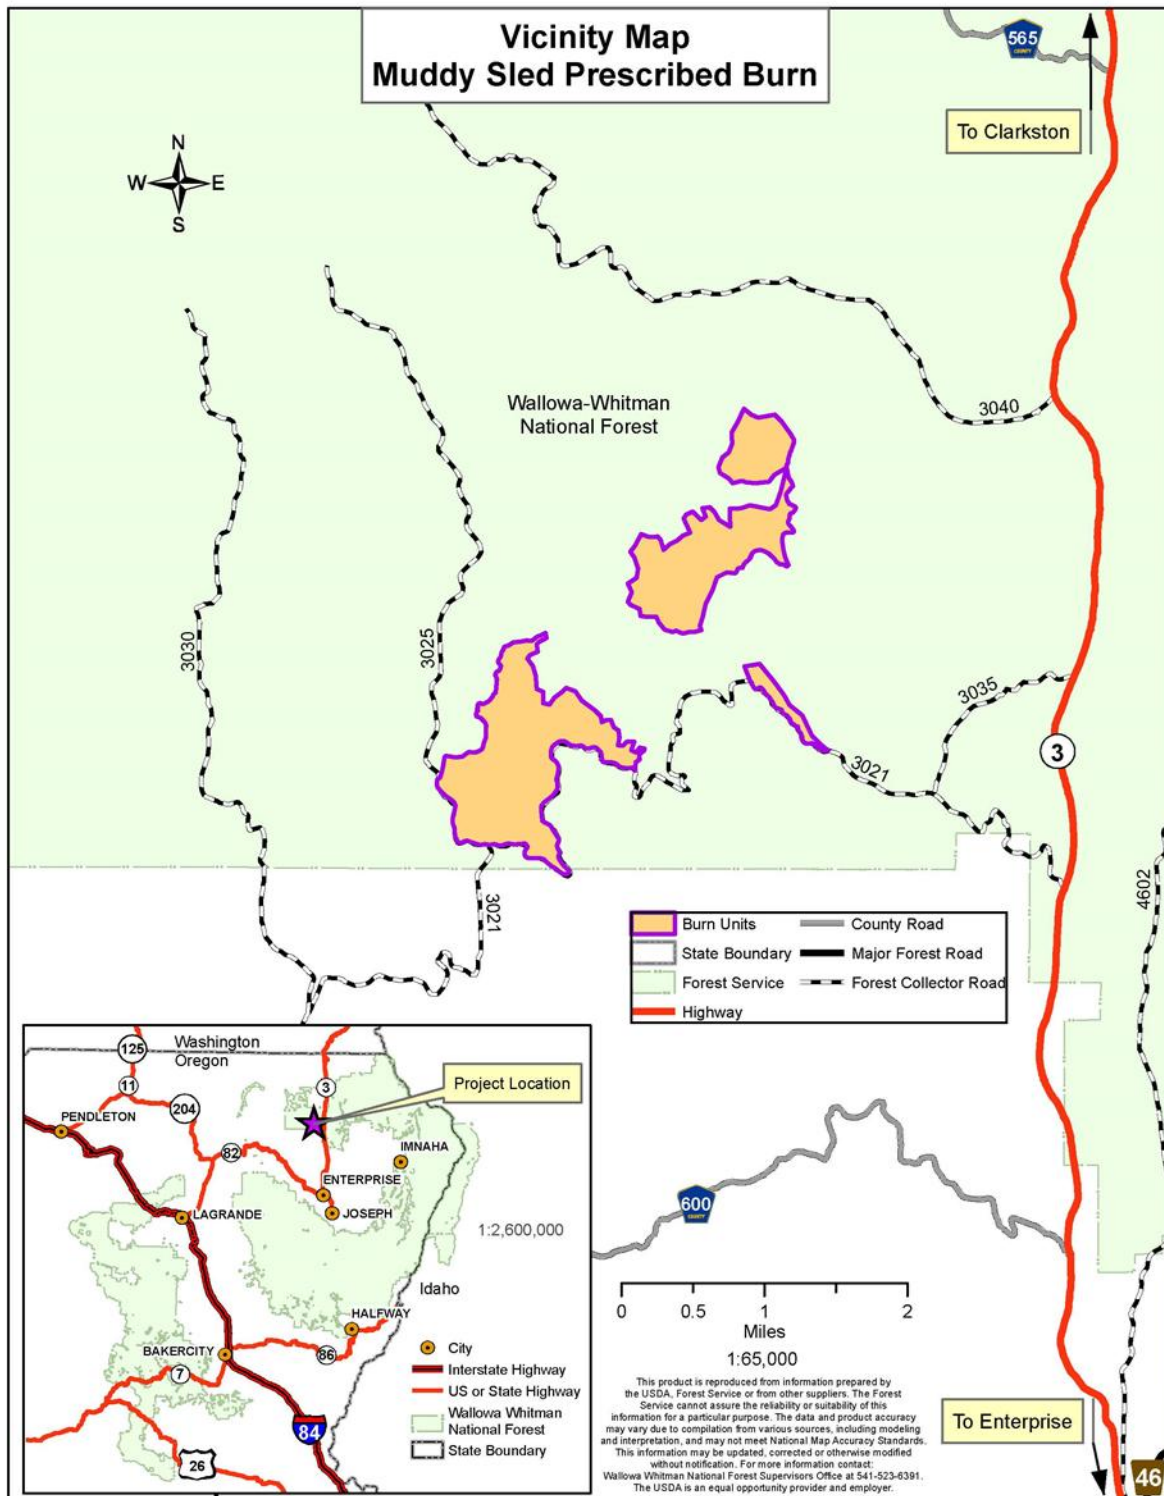 Vicinity Map
Muddy Sled Prescribed Burn
565
COUNTY
To Clarkston
N
W E
S
Wallowa-Whitman
National Forest
3040
3030
3025
3035
3
3021
4602
3021
Burn Units
County Road
State Boundary
Major Forest Road
Forest Service
Forest Collector Road
Highway
125
Washington
Oregon
11
3
Project Location
204
PENDLETON
82
IMNAHA
ENTERPRISE
LAGRANDE
JOSEPH
1:2,600,000
Idaho
HALFWAY
BAKERCITY
86
7
84
26
City
Interstate Highway
US or State Highway
Wallowa Whitman
National Forest
State Boundary
600
COUNTY
0 0.5 1 2
Miles
1:65,000
This product is reproduced from information prepared by
the USDA, Forest Service or from other suppliers. The Forest
Service cannot assure the reliability or suitability of this
information for a particular purpose. The data and product accuracy
may vary due to compilation from various sources, including modeling
and interpretation, and may not meet National Map Accuracy Standards.
This information may be updated, corrected or otherwise modified
without notification. For more information contact:
Wallowa Whitman National Forest Supervisors Office at 541-523-6391.
The USDA is an equal opportunity provider and employer.
To Enterprise
46